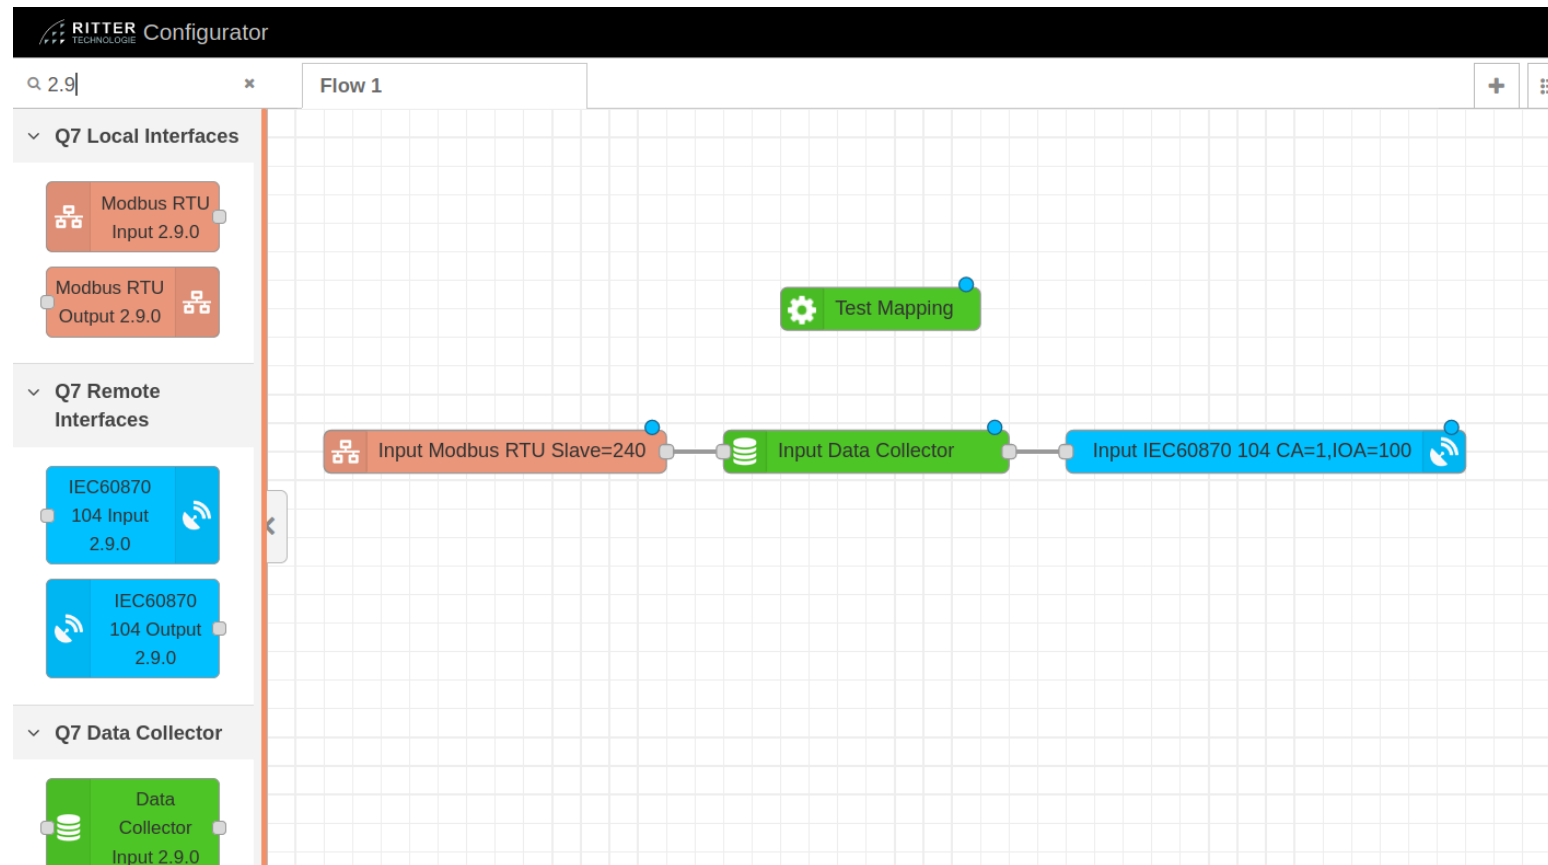 RITTER
TECHNOLOGIE
Configurator
2.9
Flow 1
Q7 Local Interfaces
Modbus RTU
Input 2.9.0
Modbus RTU
Output 2.9.0
Q7 Remote
Interfaces
IEC60870
104 Input
2.9.0
IEC60870
104 Output
2.9.0
Q7 Data Collector
Data
Collector
Input 2.9.0
Test Mapping
Input Modbus RTU Slave=240
Input Data Collector
Input IEC60870 104 CA=1,IOA=100